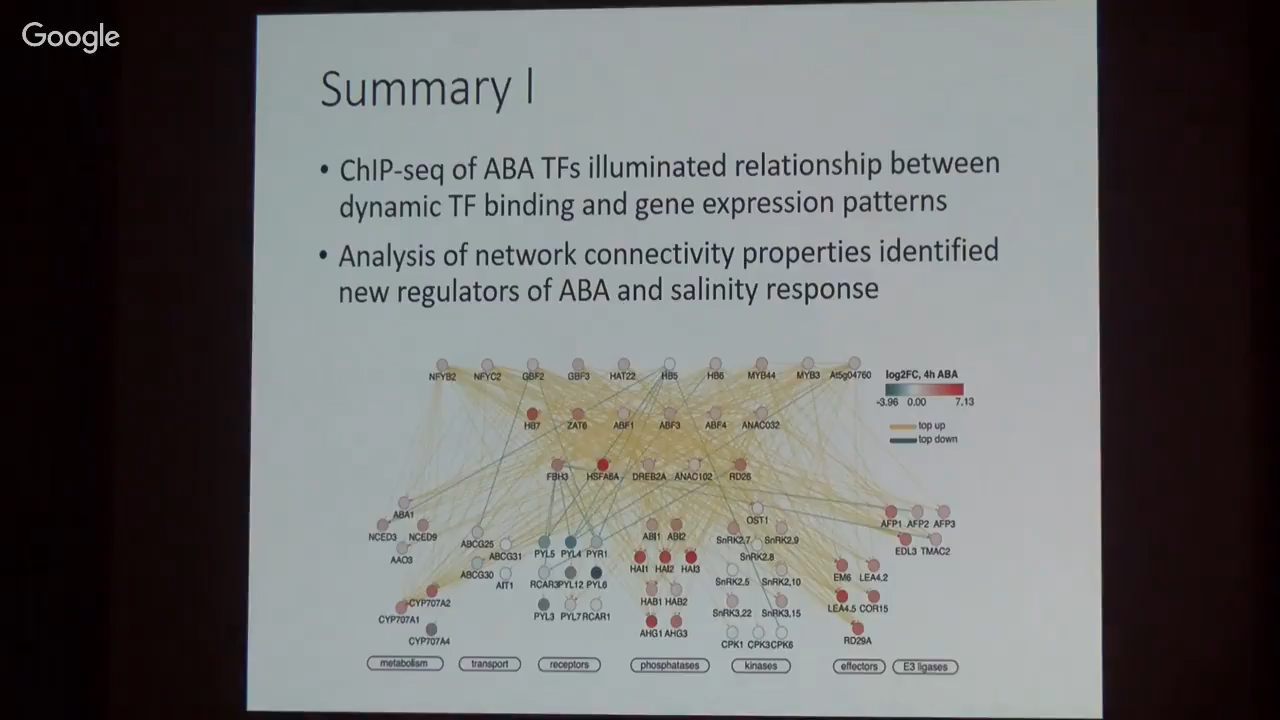 Google
Summary I
• ChIP-seq of ABA TFs illuminated relationship between
dynamic TF binding and gene expression patterns
• Analysis of network connectivity properties identified
new regulators of ABA and salinity response
NFYB2 NFYC2 GBF2 GBF3 HAT22 HB5 HB6 MYB44 MYB3 At5g04760
log2FC, 4h ABA
-3.96 0.00 7.13
HB7 ZAT6 ABF1 ABF3 ABF4 ANAC032
top up
top down
FBH3 HSFA6A DREB2A ANAC102 RD26
ABA1
OST1
AFP1 AFP2 AFP3
NCED3 NCED9
ABI1 ABI2
SnRK2.7 SnRK2.9
ABCG25
EDL3 TMAC2
AAO3
ABCG31
PYL5 PYL4 PYR1
SnRK2.8
HAI1 HAI2 HAI3
ABCG30
AIT1
RCAR3 PYL12 PYL6
SnRK2.5 SnRK2.10
EM6 LEA4.2
CYP707A2
HAB1 HAB2
LEA4.5 COR15
CYP707A1
PYL3 PYL7 RCAR1
SnRK3.22 SnRK3.15
CYP707A4
AHG1 AHG3
CPK1 CPK3 CPK6
RD29A
metabolism transport receptors phosphatases kinases effectors E3 ligases